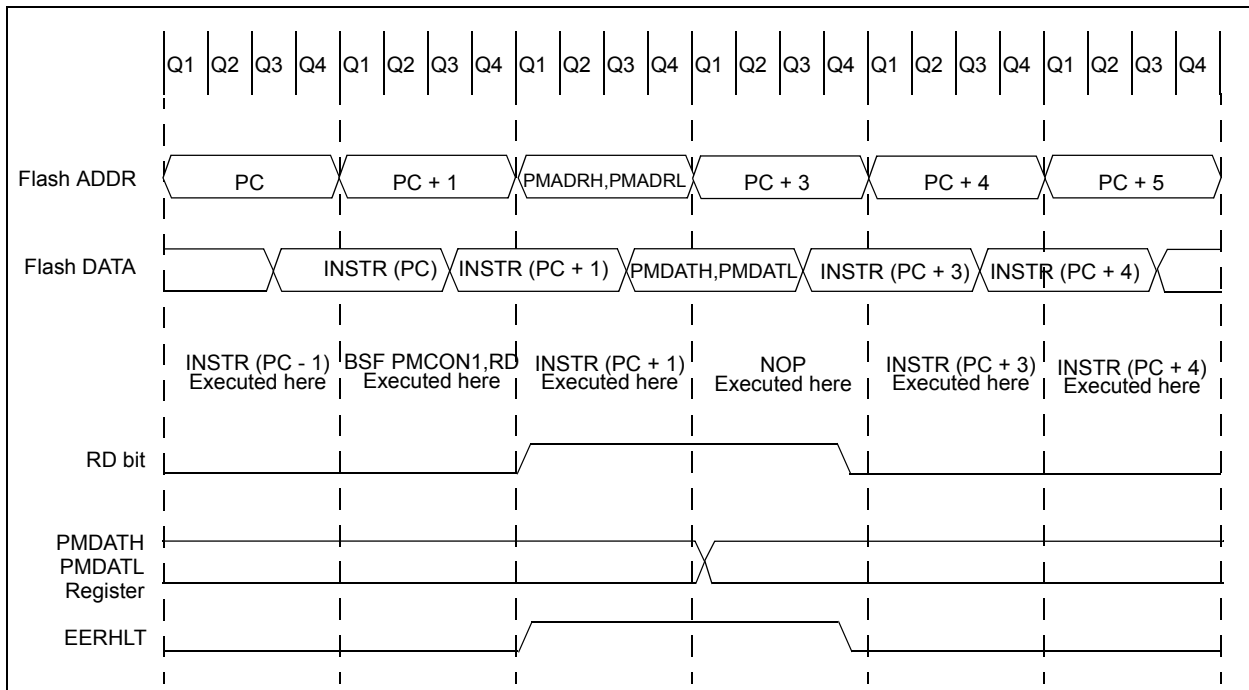 Q1 Q2 Q3 Q4 Q1 Q2 Q3 Q4 Q1 Q2 Q3 Q4 Q1 Q2 Q3 Q4 Q1 Q2 Q3 Q4 Q1 Q2 Q3 Q4
Flash ADDR PC PC + 1 PMADRH,PMADRL PC + 3 PC + 4 PC + 5
Flash DATA INSTR (PC) INSTR (PC + 1) PMDATH,PMDATL INSTR (PC + 3) INSTR (PC + 4)
INSTR (PC - 1) BSF PMCON1,RD INSTR (PC + 1) NOP INSTR (PC + 3) INSTR (PC + 4)
Executed here Executed here Executed here Executed here Executed here Executed here
RD bit
PMDATH
PMDATL
Register
EERHLT